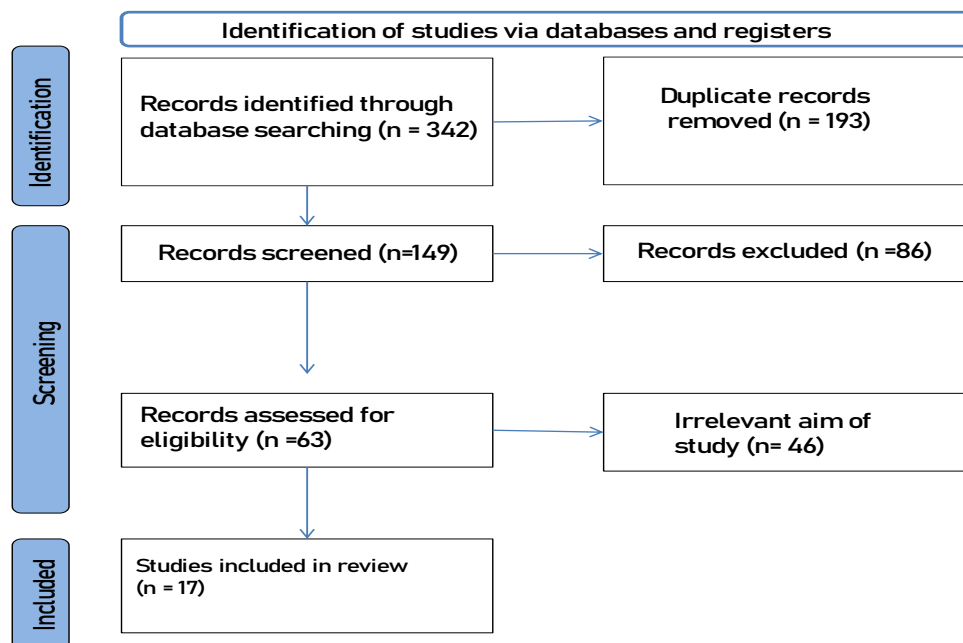 Identification of studies via databases and registers
Identification
Records identified through
database searching (n = 342)
Duplicate records
removed (n = 193)
Screening
Records screened (n=149)
Records excluded (n =86)
Records assessed for
eligibility (n =63)
Irrelevant aim of
study (n= 46)
Included
Studies included in review
(n = 17)